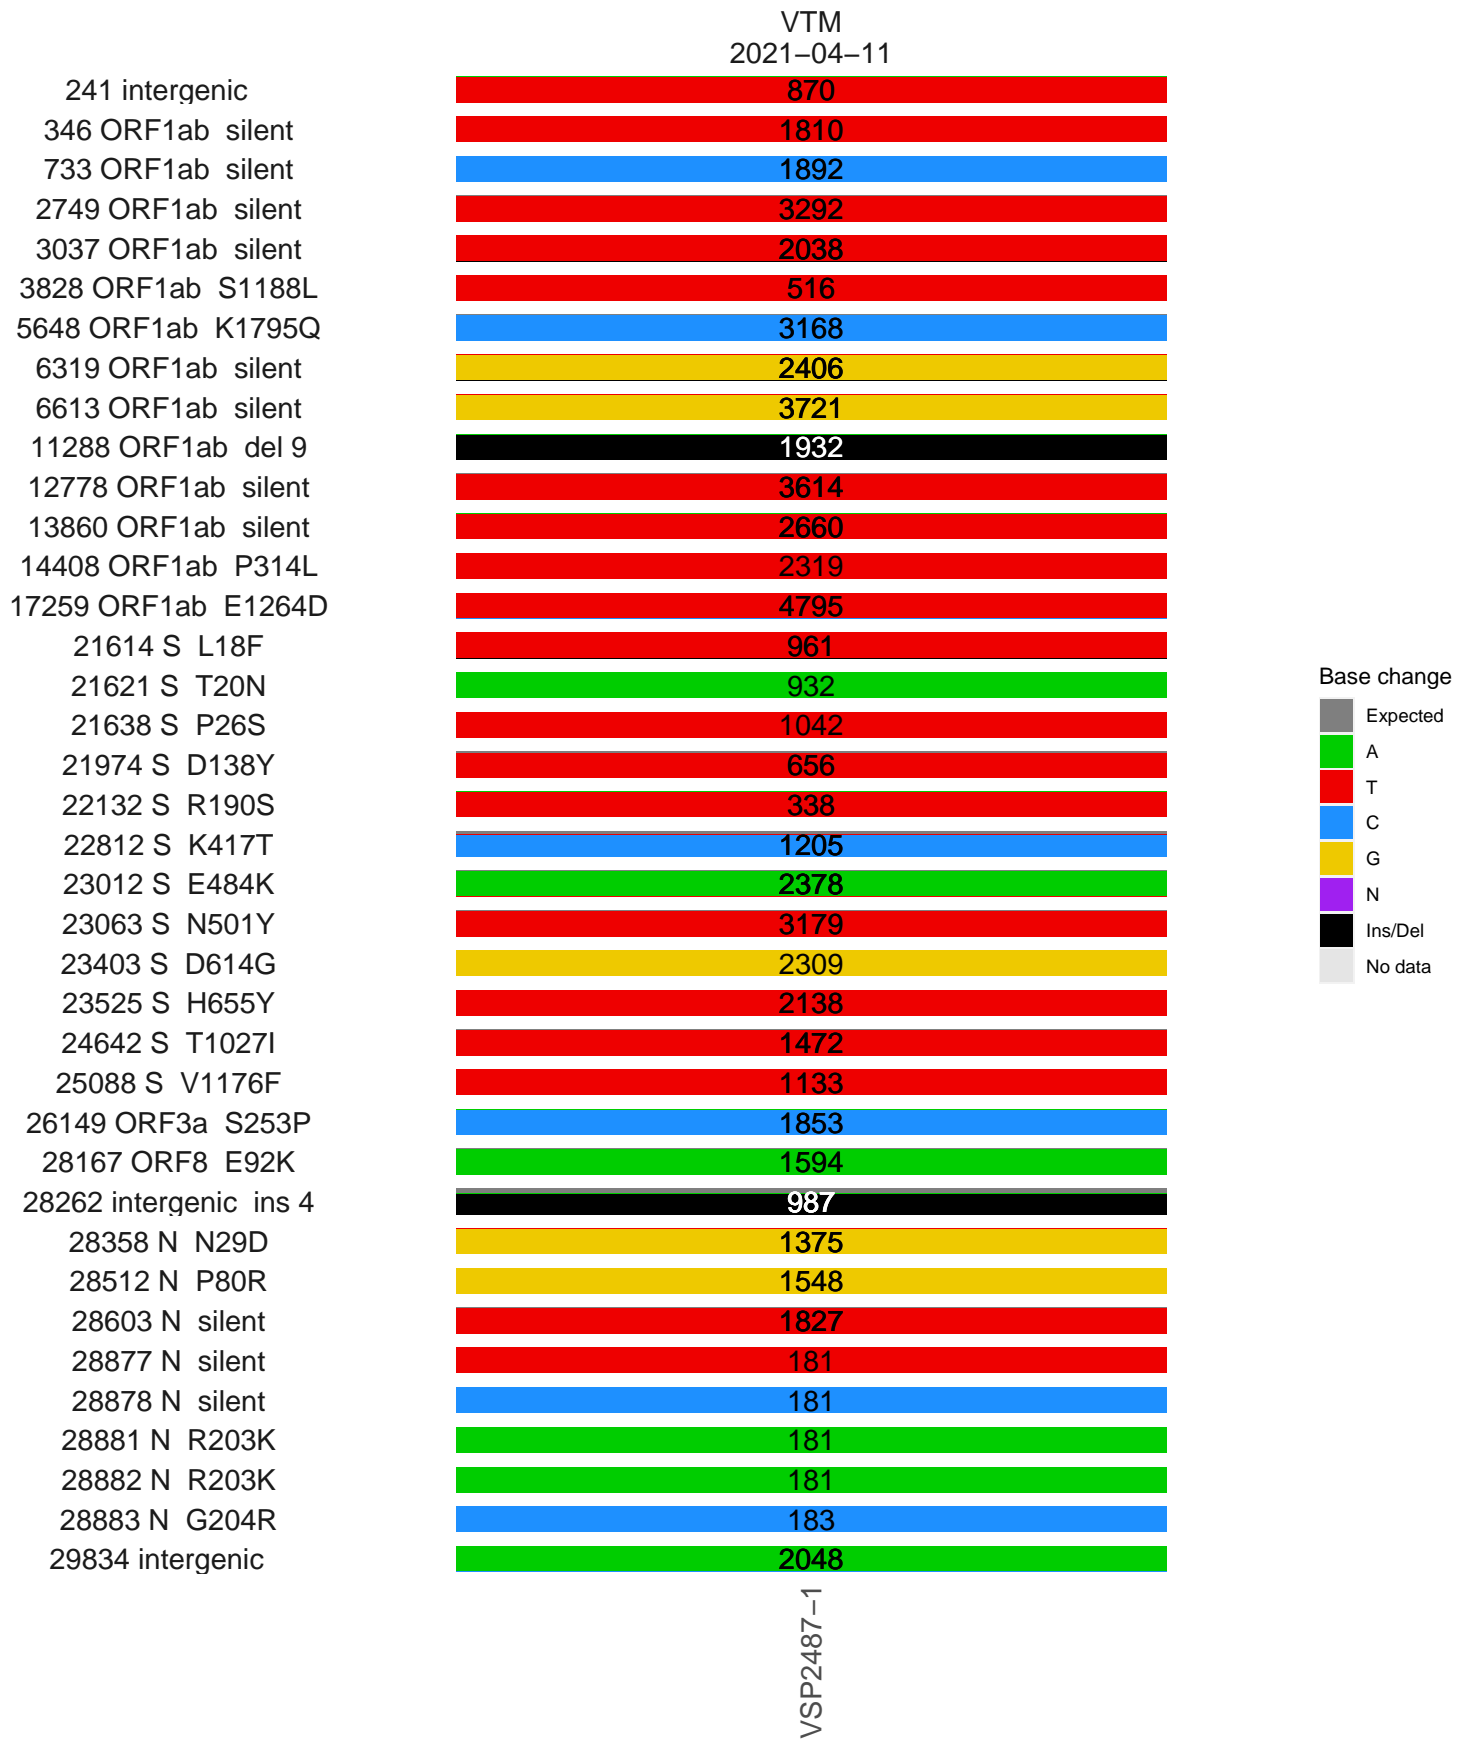 VTM
2021−04−11
241 intergenic 870
346 ORF1ab silent 1810
733 ORF1ab silent 1892
2749 ORF1ab silent 3292
3037 ORF1ab silent 2038
3828 ORF1ab S1188L 516
5648 ORF1ab K1795Q 3168
6319 ORF1ab silent 2406
6613 ORF1ab silent 3721
11288 ORF1ab del 9 1932
12778 ORF1ab silent 3614
13860 ORF1ab silent 2660
14408 ORF1ab P314L 2319
17259 ORF1ab E1264D 4795
21614 S L18F 961
21621 S T20N 932
21638 S P26S 1042
21974 S D138Y 656
22132 S R190S 338
22812 S K417T 1205
23012 S E484K 2378
23063 S N501Y 3179
23403 S D614G 2309
23525 S H655Y 2138
24642 S T1027I 1472
25088 S V1176F 1133
26149 ORF3a S253P 1853
28167 ORF8 E92K 1594
28262 intergenic ins 4 987
28358 N N29D 1375
28512 N P80R 1548
28603 N silent 1827
28877 N silent 181
28878 N silent 181
28881 N R203K 181
28882 N R203K 181
28883 N G204R 183
29834 intergenic 2048
VSP2487−1
Base change
Expected
A
T
C
G
N
Ins/Del
No data